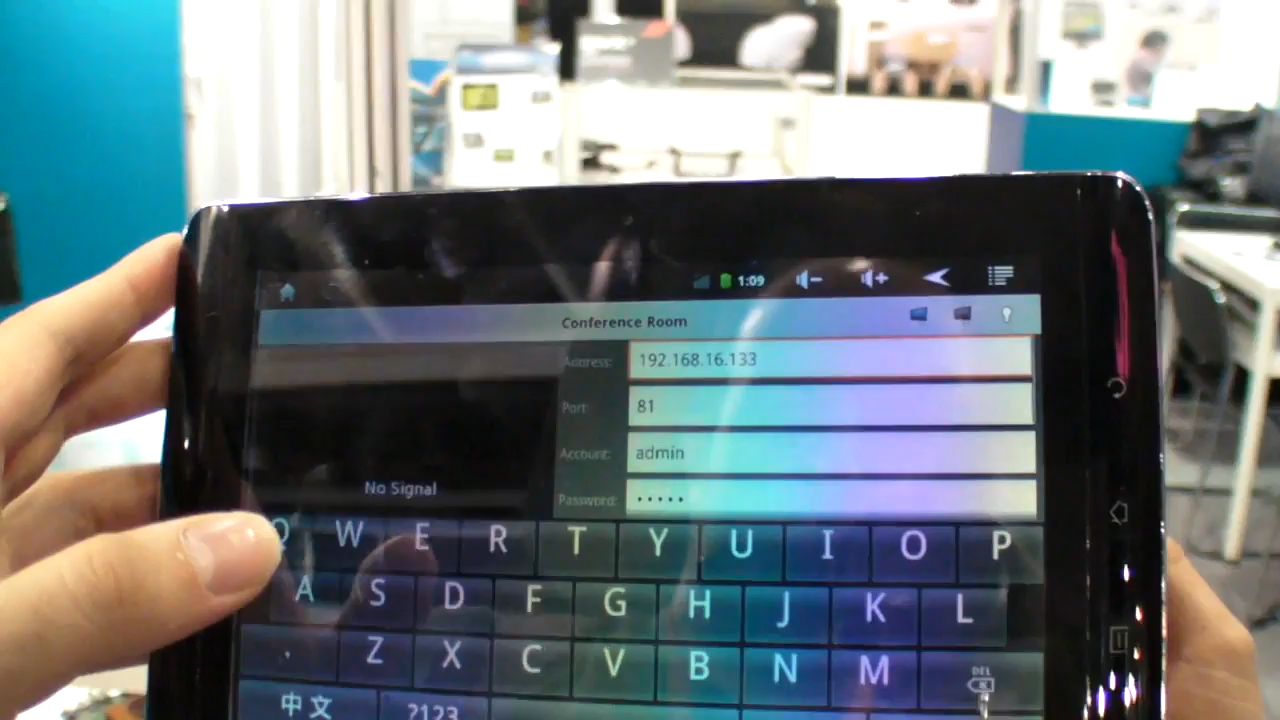 1:09
Conference Room
Address: 192.168.16.133
Port: 81
Account: admin
Password: •••••
No Signal
Q W E R T Y U I O P
A S D F G H J K L
. Z X C V B N M DEL
中文 ?123